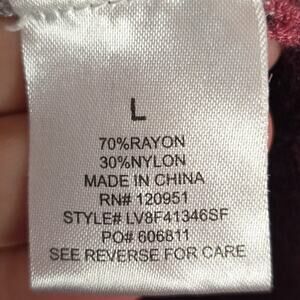 L
70%RAYON
30%NYLON
MADE IN CHINA
RN# 120951
STYLE# LV8F41346SF
PO# 606811
SEE REVERSE FOR CARE